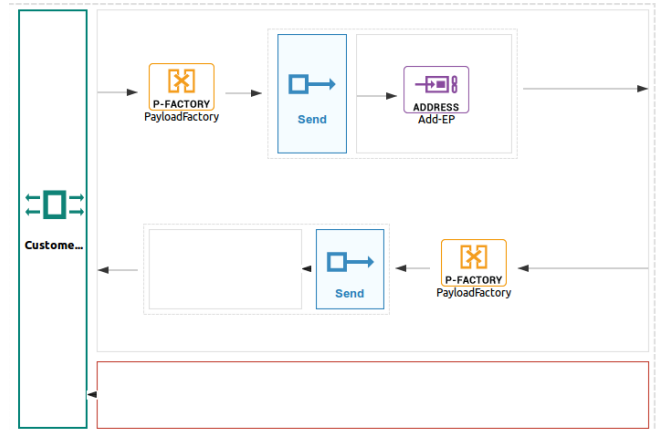 P-FACTORY
PayloadFactory
Send
ADDRESS
Add-EP
Custome...
Send
P-FACTORY
PayloadFactory